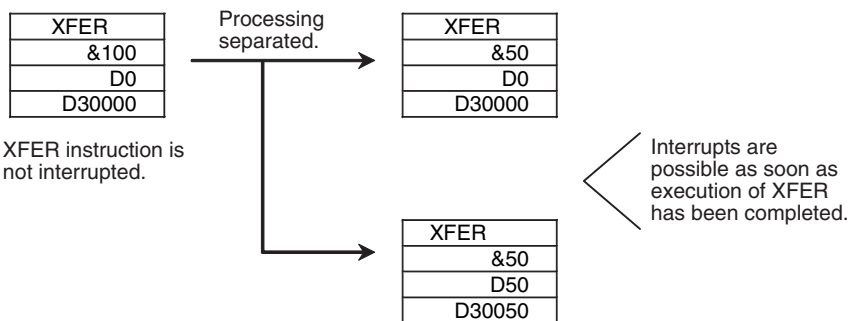 XFER
&100
D0
D30000
XFER instruction is
not interrupted.
Processing
separated.
XFER
&50
D0
D30000
XFER
&50
D50
D30050
Interrupts are
possible as soon as
execution of XFER
has been completed.